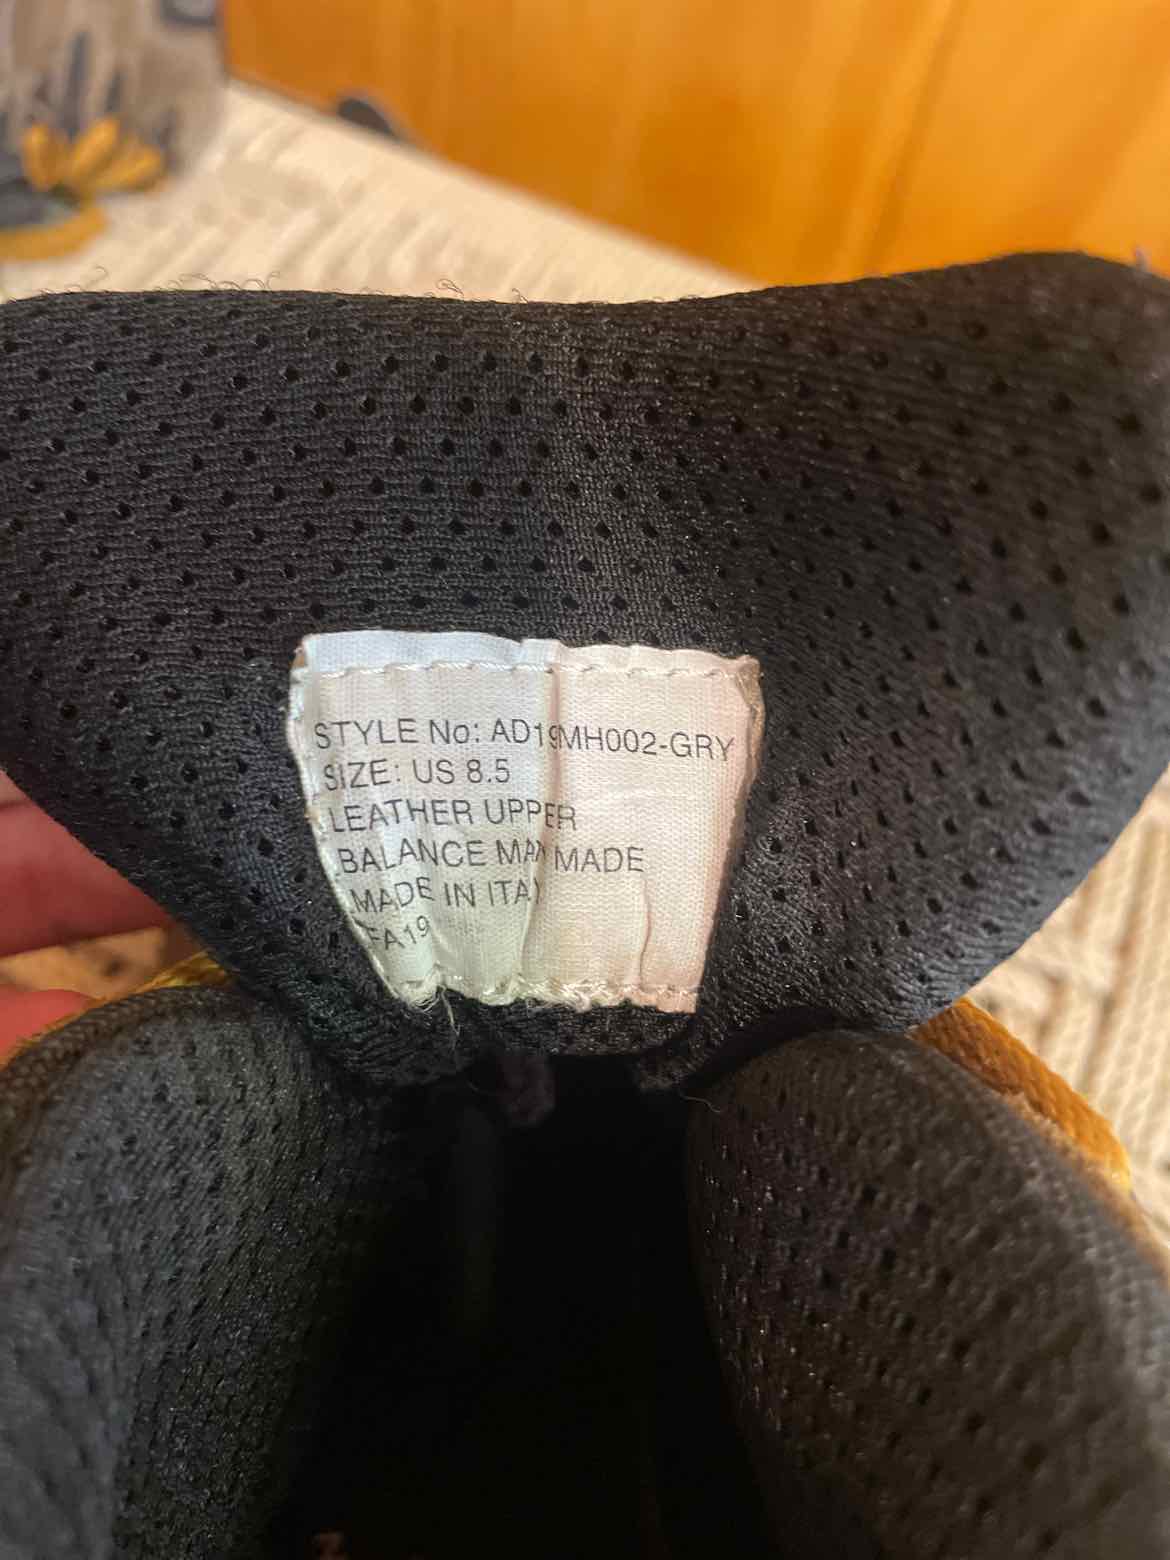 STYLE No: AD19MH002-GRY
SIZE: US 8.5
LEATHER UPPER
BALANCE MAN MADE
MADE IN ITALY
FA19